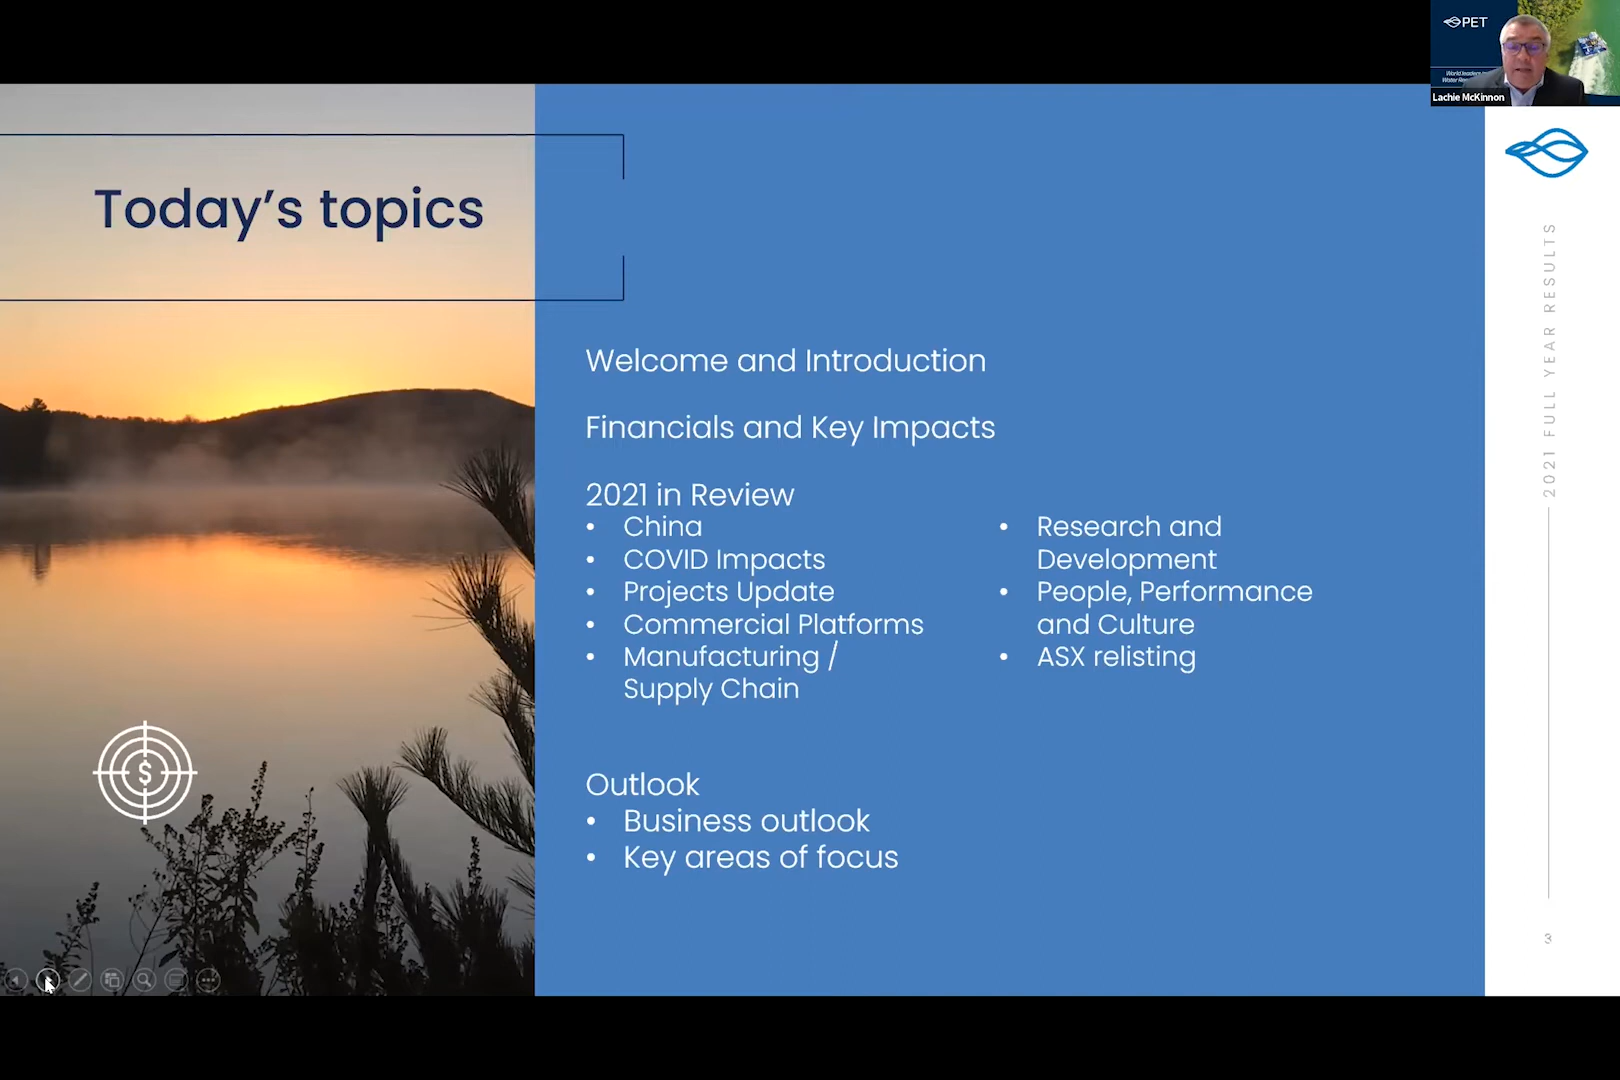 PET
World leaders
Lachie McKinnon
Today's topics
Welcome and Introduction
Financials and Key Impacts
2021 in Review
• China
• COVID Impacts
• Projects Update
• Commercial Platforms
• Manufacturing /
Supply Chain
• Research and
Development
• People, Performance
and Culture
• ASX relisting
Outlook
• Business outlook
• Key areas of focus
$
2021 FULL YEAR RESULTS
3